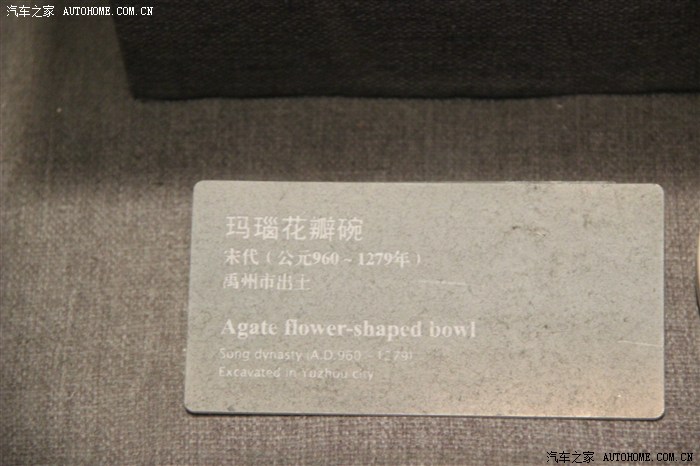 汽车之家 AUTOHOME.COM.CN
玛瑙花瓣碗
宋代（公元960～1279年）
禹州市出土
Agate flower-shaped bowl
Song dynasty (A.D.960～1279)
Excavated in Yuzhou city
汽车之家 AUTOHOME.COM.CN